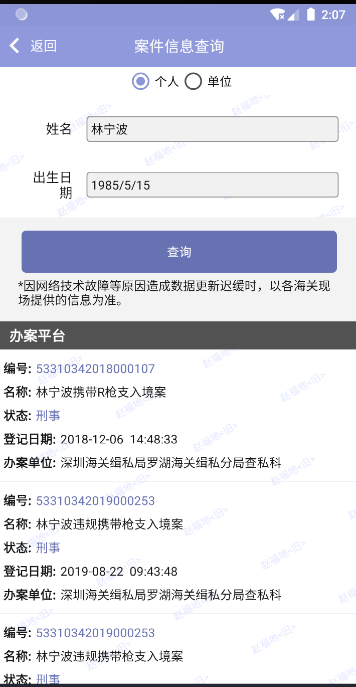 2:07
返回
案件信息查询
个人 单位
姓名 林宁波
出生日
期 1985/5/15
查询
*因网络技术故障等原因造成数据更新迟缓时，以各海关现
场提供的信息为准。
办案平台
编号: 53310342018000107
名称: 林宁波携带R枪支入境案
状态: 刑事
登记日期: 2018-12-06 14:48:33
办案单位: 深圳海关缉私局罗湖海关缉私分局查私科
编号: 53310342019000253
名称: 林宁波违规携带枪支入境案
状态: 刑事
登记日期: 2019-08-22 09:43:48
办案单位: 深圳海关缉私局罗湖海关缉私分局查私科
编号: 53310342019000253
名称: 林宁波违规携带枪支入境案
状态: 刑事